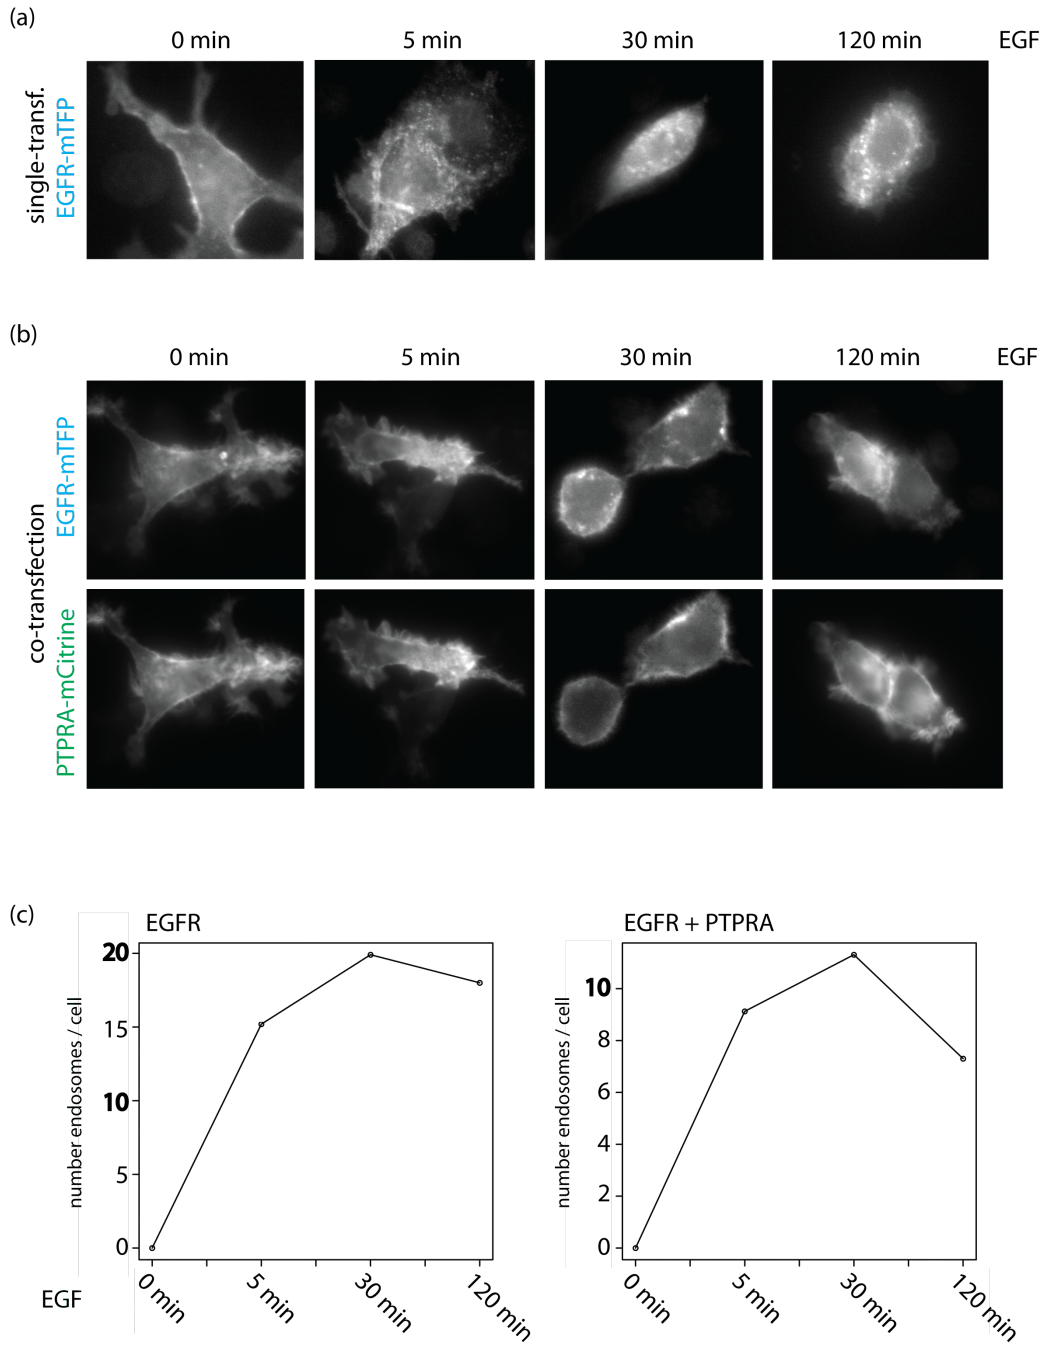 (a)
0 min 5 min 30 min 120 min EGF
single-transf.
EGFR-mTFP
(b)
0 min 5 min 30 min 120 min EGF
co-transfection
EGFR-mTFP
PTPRA-mCitrine
(c)
EGFR
number endosomes / cell
20
15
10
5
0
0 min 5 min 30 min 120 min
EGF
EGFR + PTPRA
number endosomes / cell
10
8
6
4
2
0
0 min 5 min 30 min 120 min